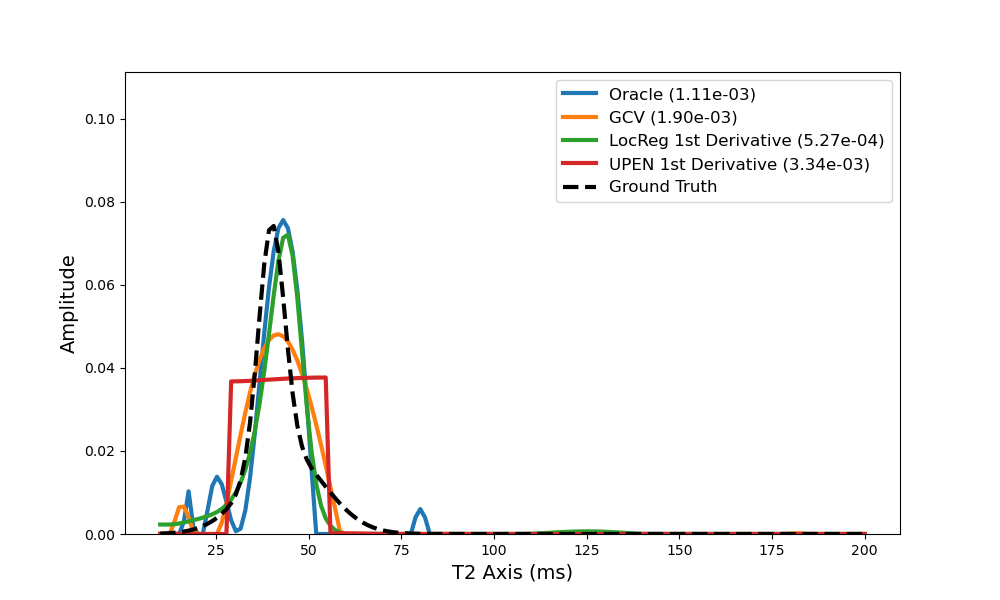 Oracle (1.11e-03)
GCV (1.90e-03)
LocReg 1st Derivative (5.27e-04)
UPEN 1st Derivative (3.34e-03)
Ground Truth
Amplitude
0.10
0.08
0.06
0.04
0.02
0.00
25 50 75 100 125 150 175 200
T2 Axis (ms)